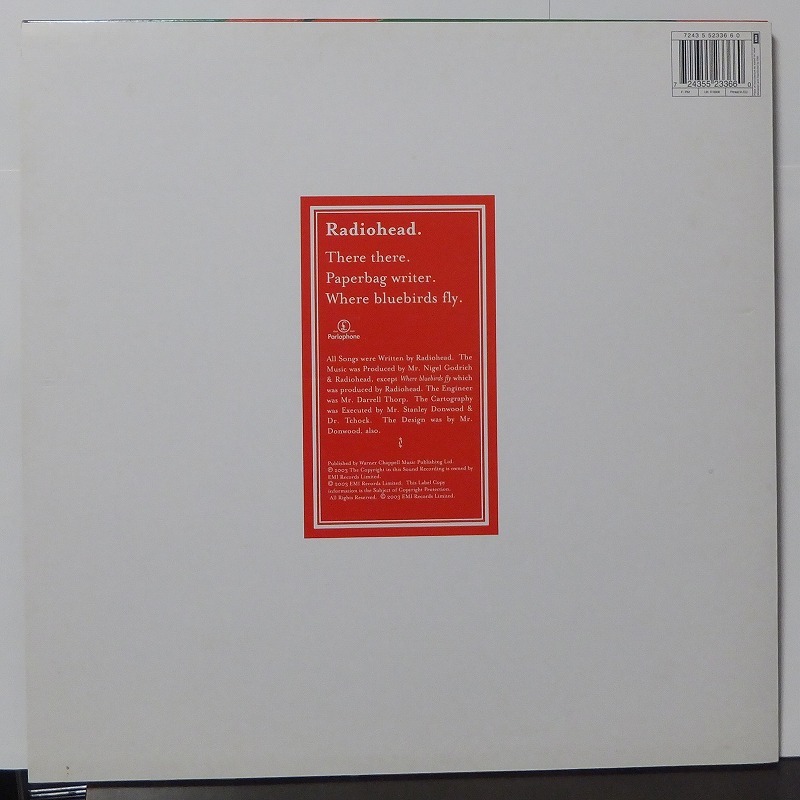 7243 5 52336 6 0
7 24355 23366 0
Radiohead.
There there.
Paperbag writer.
Where bluebirds fly.
Parlophone
All Songs were Written by Radiohead. The
Music was Produced by Mr. Nigel Godrich
& Radiohead, except Where bluebirds fly which
was produced by Radiohead. The Engineer
was Mr. Darrell Thorp. The Cartography
was Executed by Mr. Stanley Donwood &
Dr. Tchock. The Design was by Mr.
Donwood, also.
Published by Warner Chappell Music Publishing Ltd.
℗ 2003 The Copyright in this Sound Recording is owned by
EMI Records Limited.
© 2003 EMI Records Limited. This Label Copy
information is the Subject of Copyright Protection.
All Rights Reserved. © 2003 EMI Records Limited.